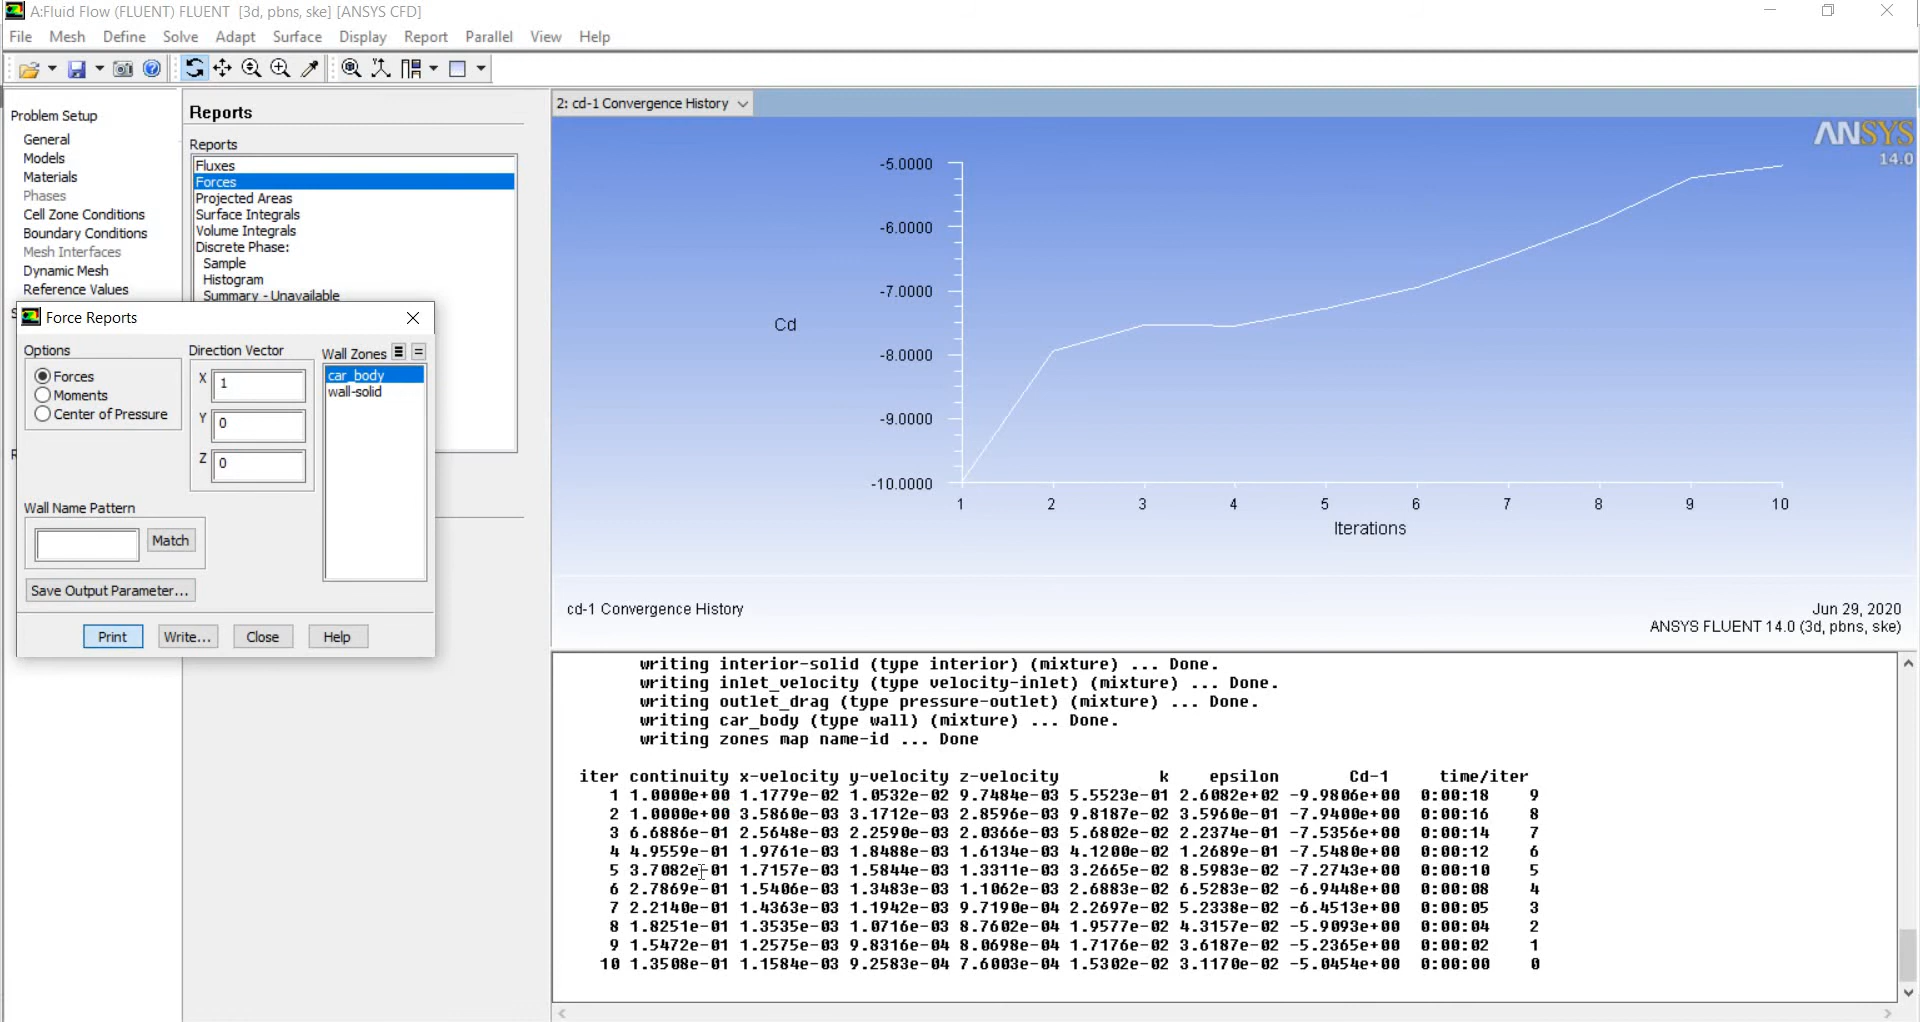 A:Fluid Flow (FLUENT) FLUENT [3d, pbns, ske] [ANSYS CFD]
File Mesh Define Solve Adapt Surface Display Report Parallel View Help
Problem Setup
General
Models
Materials
Phases
Cell Zone Conditions
Boundary Conditions
Mesh Interfaces
Dynamic Mesh
Reference Values
Reports
Reports
Fluxes
Forces
Projected Areas
Surface Integrals
Volume Integrals
Discrete Phase:
Sample
Histogram
Summary - Unavailable
Force Reports
Options
Forces
Moments
Center of Pressure
Direction Vector
X 1
Y 0
Z 0
Wall Zones
car_body
wall-solid
Wall Name Pattern
Match
Save Output Parameter...
Print Write... Close Help
2: cd-1 Convergence History
ANSYS
14.0
-5.0000
-6.0000
-7.0000
-8.0000
-9.0000
-10.0000
Cd
1 2 3 4 5 6 7 8 9 10
Iterations
cd-1 Convergence History
Jun 29, 2020
ANSYS FLUENT 14.0 (3d, pbns, ske)
writing interior-solid (type interior) (mixture) ... Done.
writing inlet_velocity (type velocity-inlet) (mixture) ... Done.
writing outlet_drag (type pressure-outlet) (mixture) ... Done.
writing car_body (type wall) (mixture) ... Done.
writing zones map name-id ... Done
iter continuity x-velocity y-velocity z-velocity k epsilon Cd-1 time/iter
1 1.0000e+00 1.1779e-02 1.0532e-02 9.7484e-03 5.5523e-01 2.6082e+02 -9.9806e+00 0:00:18 9
2 1.0000e+00 3.5860e-03 3.1712e-03 2.8596e-03 9.8187e-02 3.5960e-01 -7.9400e+00 0:00:16 8
3 6.6886e-01 2.5648e-03 2.2590e-03 2.0366e-03 5.6802e-02 2.2374e-01 -7.5356e+00 0:00:14 7
4 4.9559e-01 1.9761e-03 1.8488e-03 1.6134e-03 4.1200e-02 1.2689e-01 -7.5480e+00 0:00:12 6
5 3.7082e-01 1.7157e-03 1.5844e-03 1.3311e-03 3.2665e-02 8.5983e-02 -7.2743e+00 0:00:10 5
6 2.7869e-01 1.5406e-03 1.3483e-03 1.1062e-03 2.6883e-02 6.5283e-02 -6.9448e+00 0:00:08 4
7 2.2140e-01 1.4363e-03 1.1942e-03 9.7190e-04 2.2697e-02 5.2338e-02 -6.4513e+00 0:00:05 3
8 1.8251e-01 1.3535e-03 1.0716e-03 8.7602e-04 1.9577e-02 4.3157e-02 -5.9093e+00 0:00:04 2
9 1.5472e-01 1.2575e-03 9.8316e-04 8.0698e-04 1.7176e-02 3.6187e-02 -5.2365e+00 0:00:02 1
10 1.3508e-01 1.1584e-03 9.2583e-04 7.6003e-04 1.5302e-02 3.1170e-02 -5.0454e+00 0:00:00 0